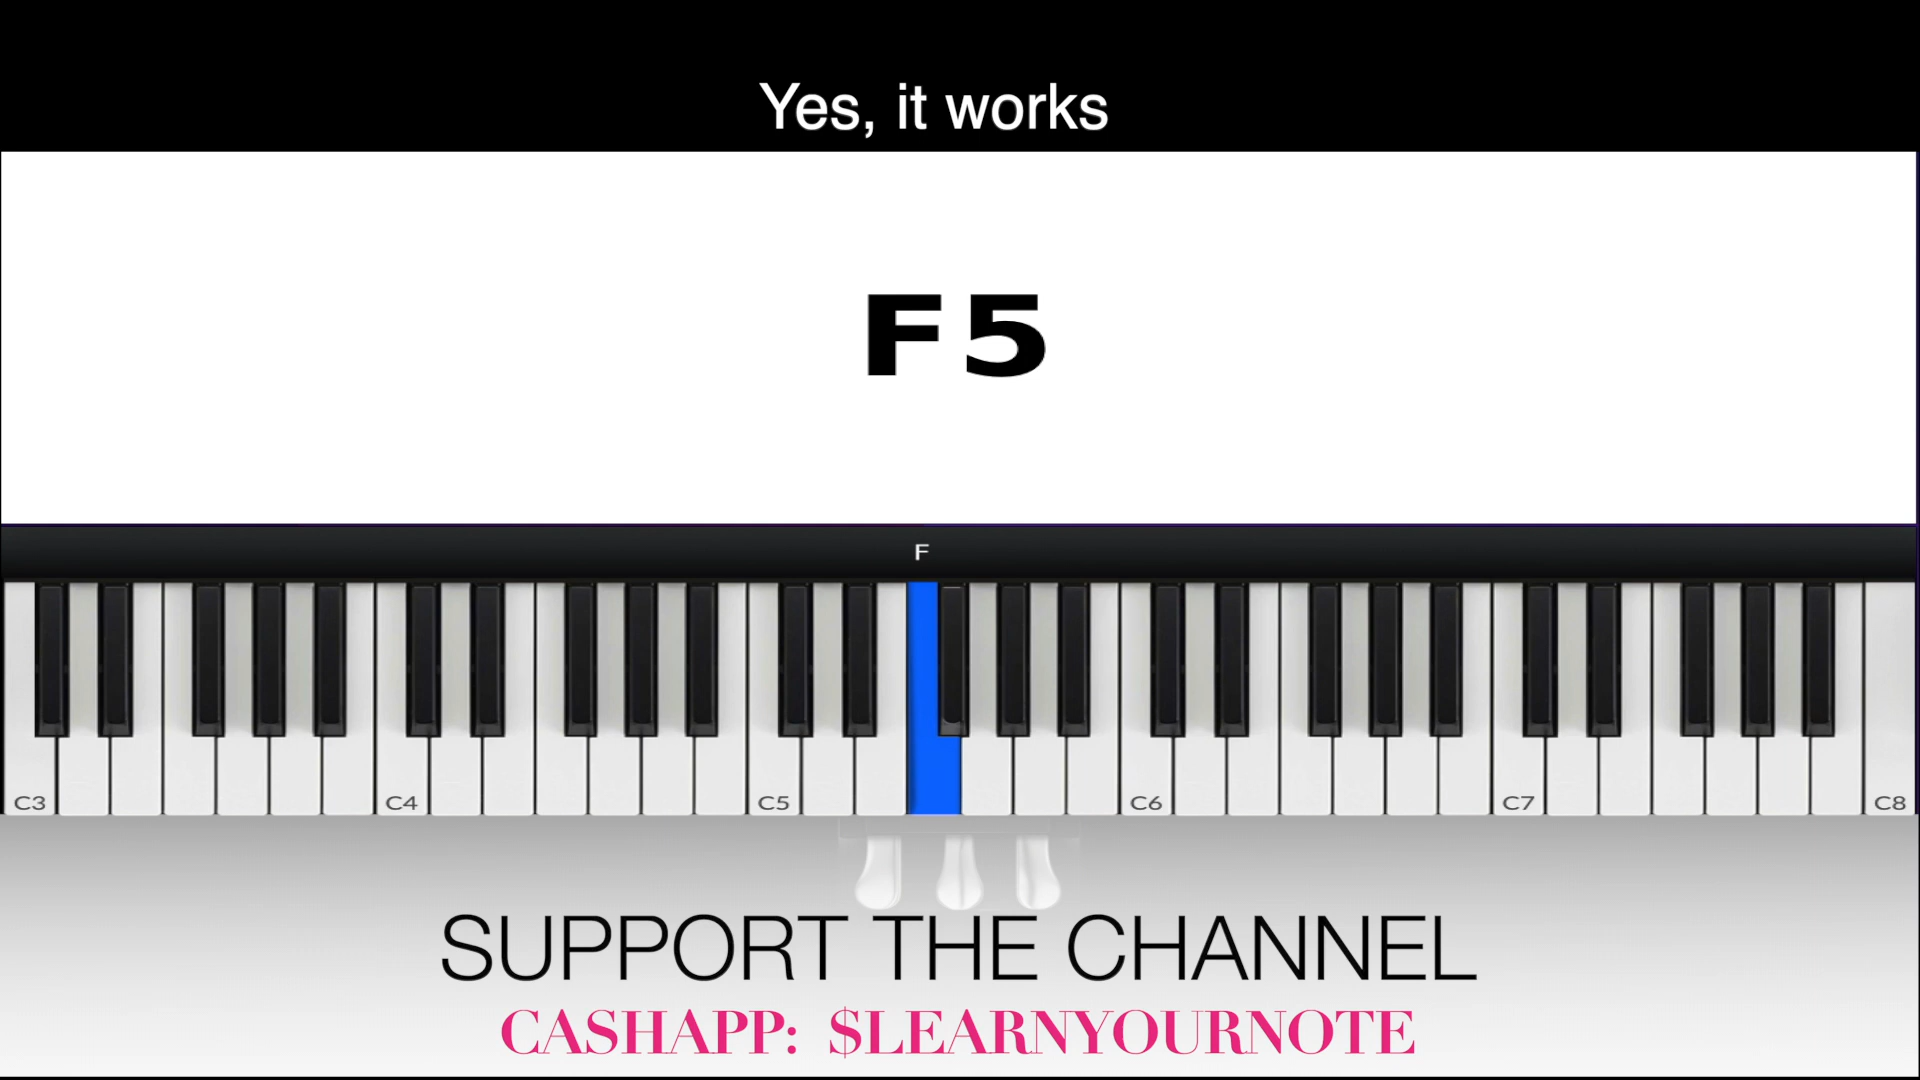 Yes, it works
F5
F
C3 C4 C5 C6 C7 C8
SUPPORT THE CHANNEL
CASHAPP: $LEARNYOURNOTE